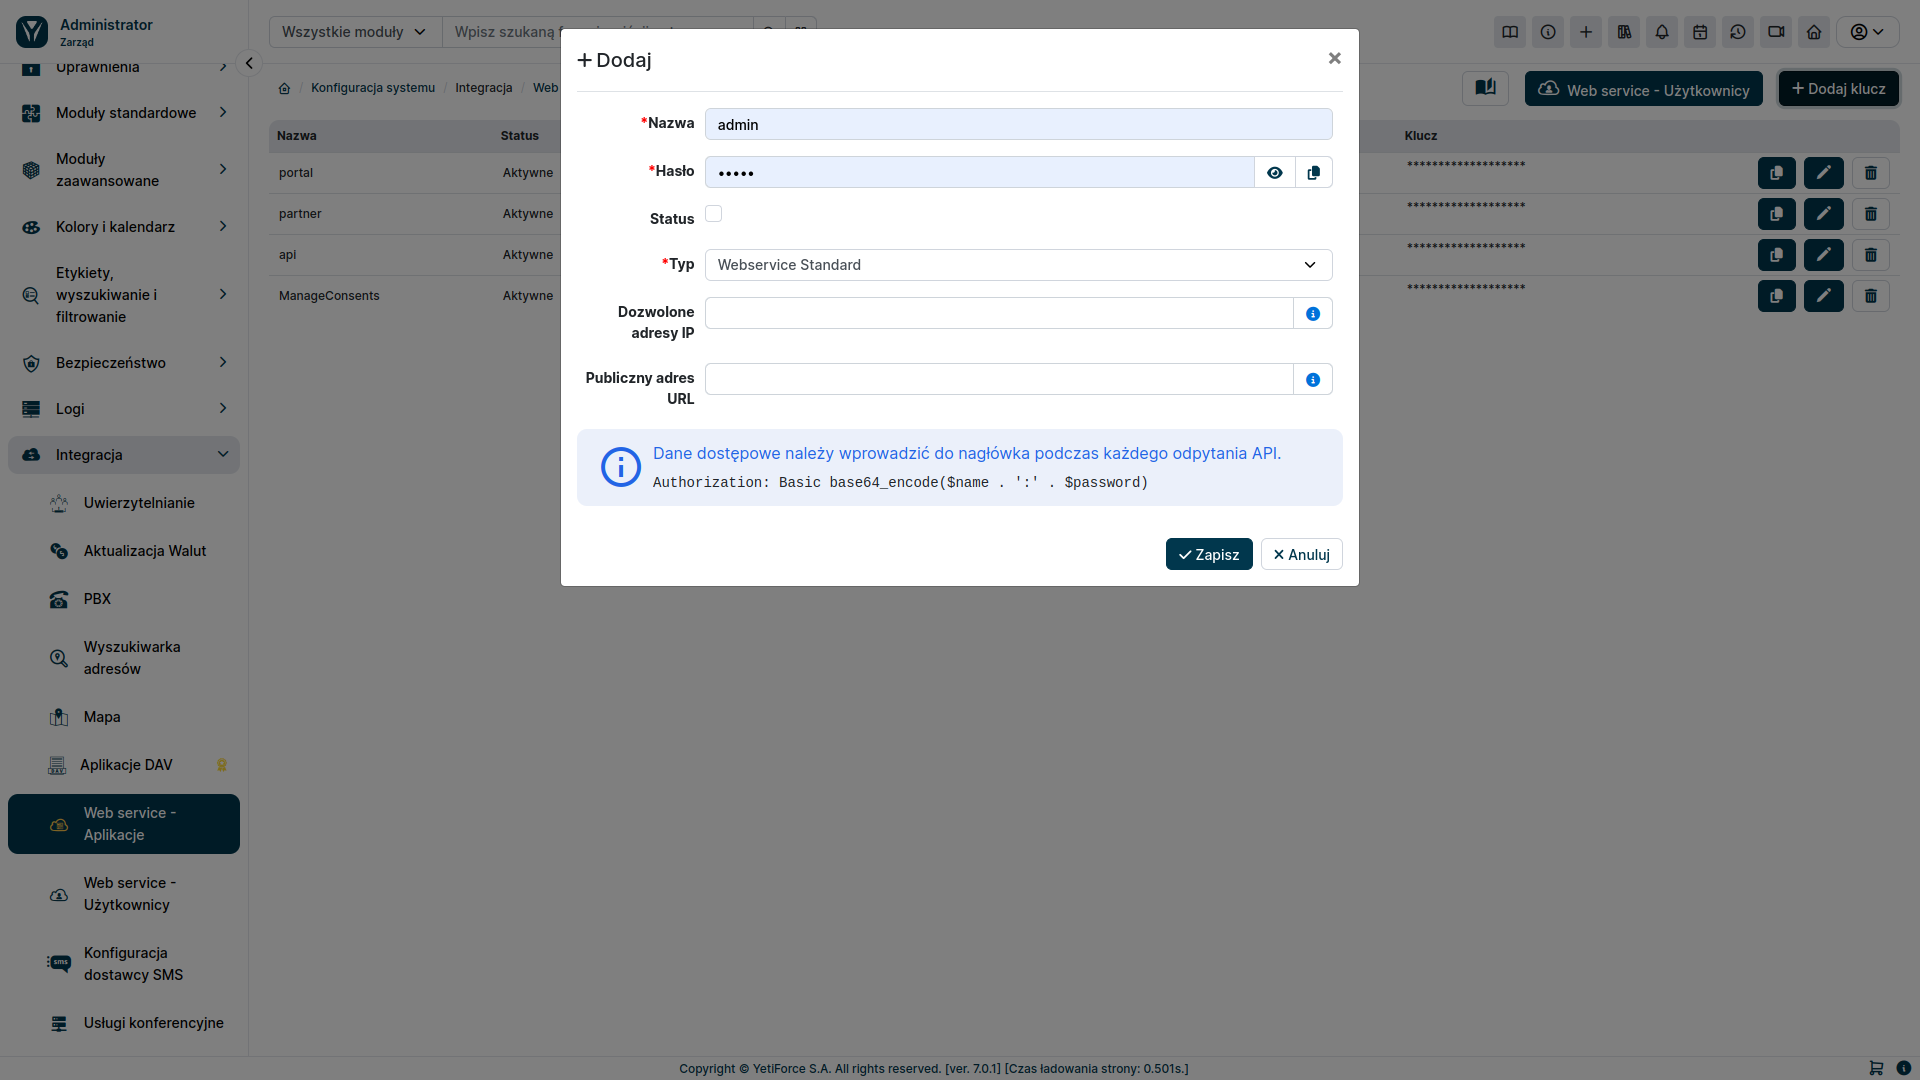 Administrator
Zarząd
Wszystkie moduły
Wpisz szukaną
Uprawnienia
Moduły standardowe
Moduły
zaawansowane
Kolory i kalendarz
Etykiety,
wyszukiwanie i
filtrowanie
Bezpieczeństwo
Logi
Integracja
Uwierzytelnianie
Aktualizacja Walut
PBX
Wyszukiwarka
adresów
Mapa
Aplikacje DAV
Web service -
Aplikacje
Web service -
Użytkownicy
Konfiguracja
dostawcy SMS
Usługi konferencyjne
/ Konfiguracja systemu / Integracja / Web
Web service - Użytkownicy
Dodaj klucz
Nazwa Status Klucz
portal Aktywne *******************
partner Aktywne *******************
api Aktywne *******************
ManageConsents Aktywne *******************
Dodaj
*Nazwa admin
*Hasło •••••
Status
*Typ Webservice Standard
Dozwolone
adresy IP
Publiczny adres
URL
Dane dostępowe należy wprowadzić do nagłówka podczas każdego odpytania API.
Authorization: Basic base64_encode($name . ':' . $password)
Zapisz Anuluj
Copyright © YetiForce S.A. All rights reserved. [ver. 7.0.1] [Czas ładowania strony: 0.501s.]